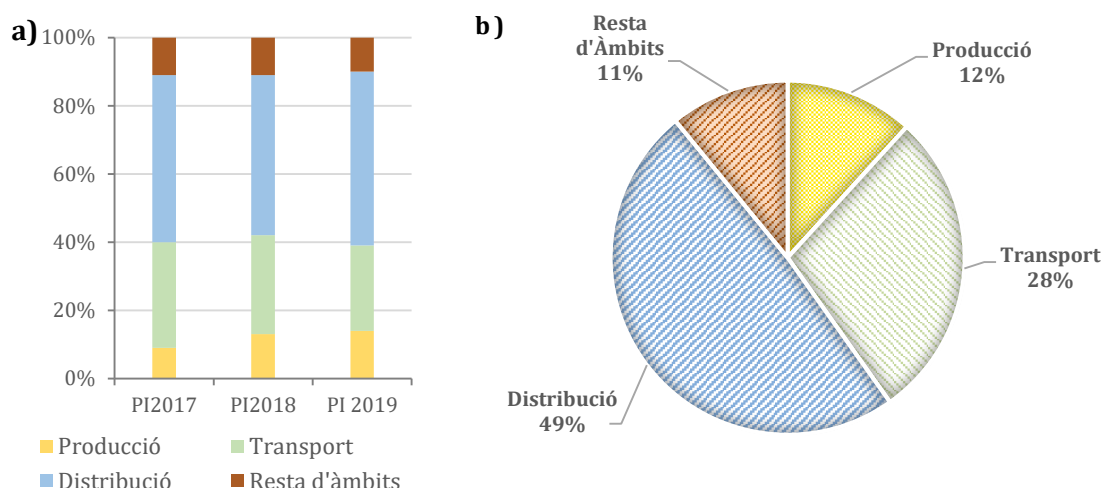 a)
100%
80%
60%
40%
20%
0%
PI2017
PI2018
PI 2019
Producció
Transport
Distribució
Resta d'àmbits
b)
Resta
d'Àmbits
11%
Producció
12%
Transport
28%
Distribució
49%